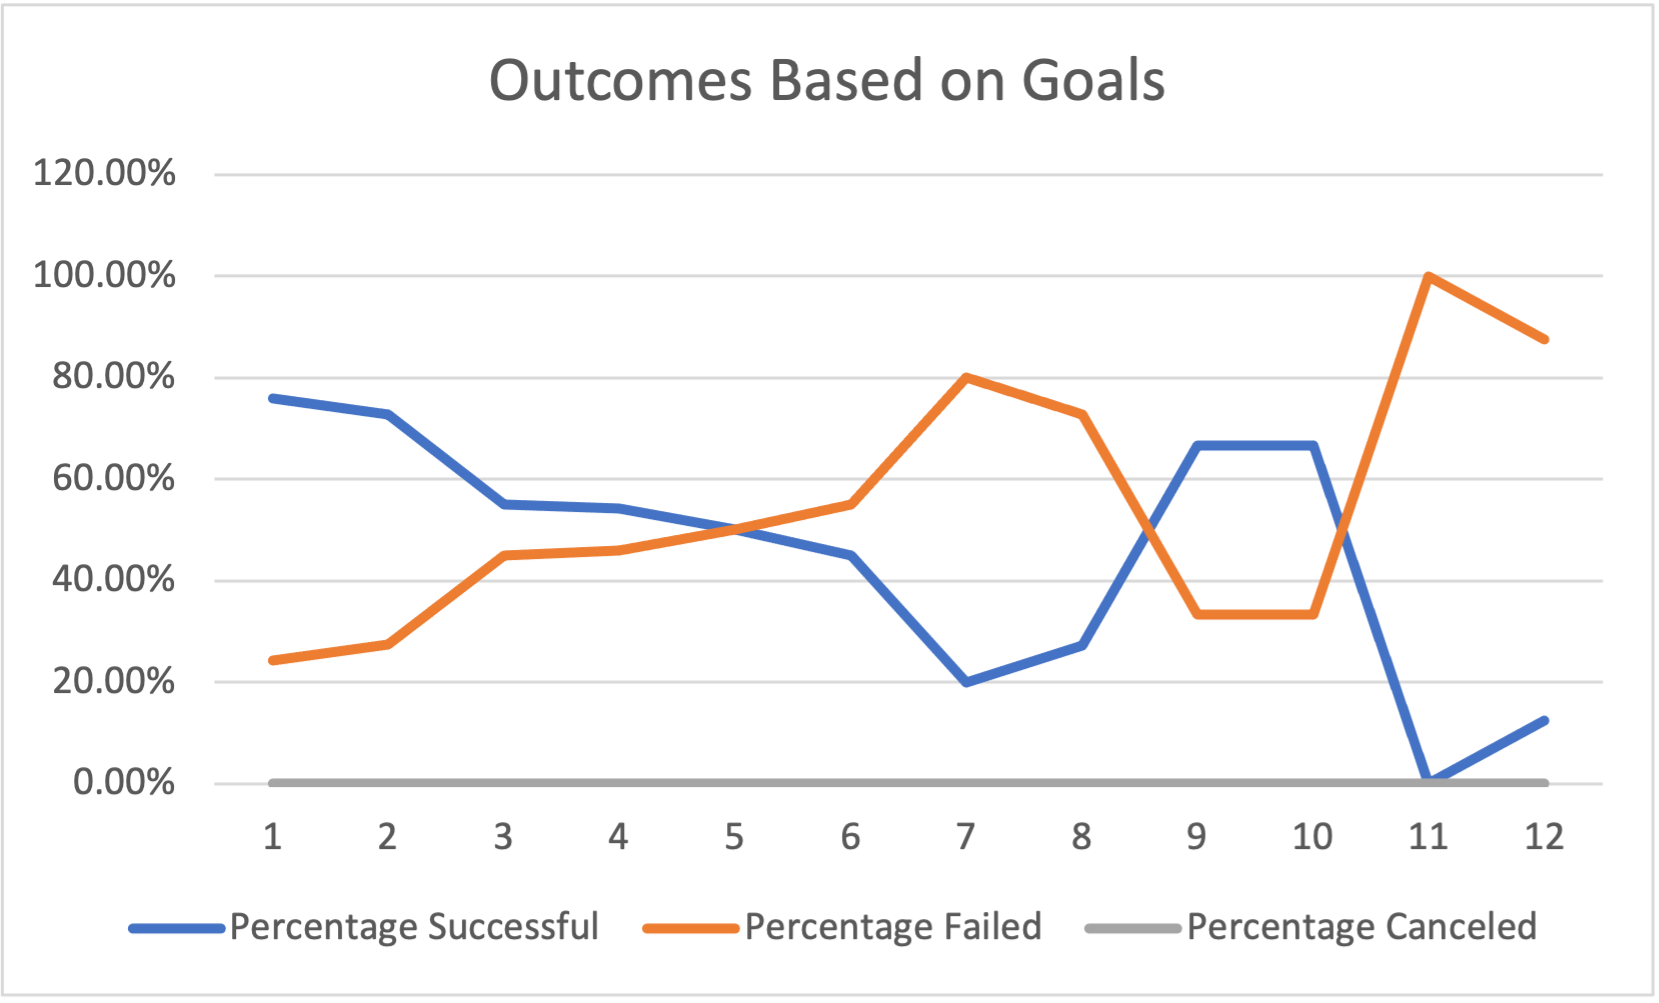 Outcomes Based on Goals
120.00%
100.00%
80.00%
60.00%
40.00%
20.00%
0.00%
1 2 3 4 5 6 7 8 9 10 11 12
Percentage Successful Percentage Failed Percentage Canceled